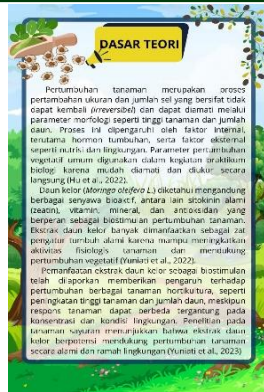 DASAR TEORI
Pertumbuhan tanaman merupakan proses
pertambahan ukuran dan jumlah sel yang bersifat tidak
dapat kembali (irreversibel) dan dapat diamati melalui
parameter morfologi seperti tinggi tanaman dan jumlah
daun. Proses ini dipengaruhi oleh faktor internal,
terutama hormon tumbuh, serta faktor eksternal
seperti nutrisi dan lingkungan. Parameter pertumbuhan
vegetatif umum digunakan dalam kegiatan praktikum
biologi karena mudah diamati dan diukur secara
langsung (Hu et al., 2022).
Daun kelor (Moringa oleifera L.) diketahui mengandung
berbagai senyawa bioaktif, antara lain sitokinin alami
(zeatin), vitamin, mineral, dan antioksidan yang
berperan sebagai biostimulan pertumbuhan tanaman.
Ekstrak daun kelor banyak dimanfaatkan sebagai zat
pengatur tumbuh alami karena mampu meningkatkan
aktivitas fisiologis tanaman dan mendukung
pertumbuhan vegetatif (Yuniati et al., 2022).
Pemanfaatan ekstrak daun kelor sebagai biostimulan
telah dilaporkan memberikan pengaruh terhadap
pertumbuhan berbagai tanaman hortikultura, seperti
peningkatan tinggi tanaman dan jumlah daun, meskipun
respons tanaman dapat berbeda tergantung pada
konsentrasi dan kondisi lingkungan. Penelitian pada
tanaman sayuran menunjukkan bahwa ekstrak daun
kelor berpotensi mendukung pertumbuhan tanaman
secara alami dan ramah lingkungan (Yuniati et al., 2023)